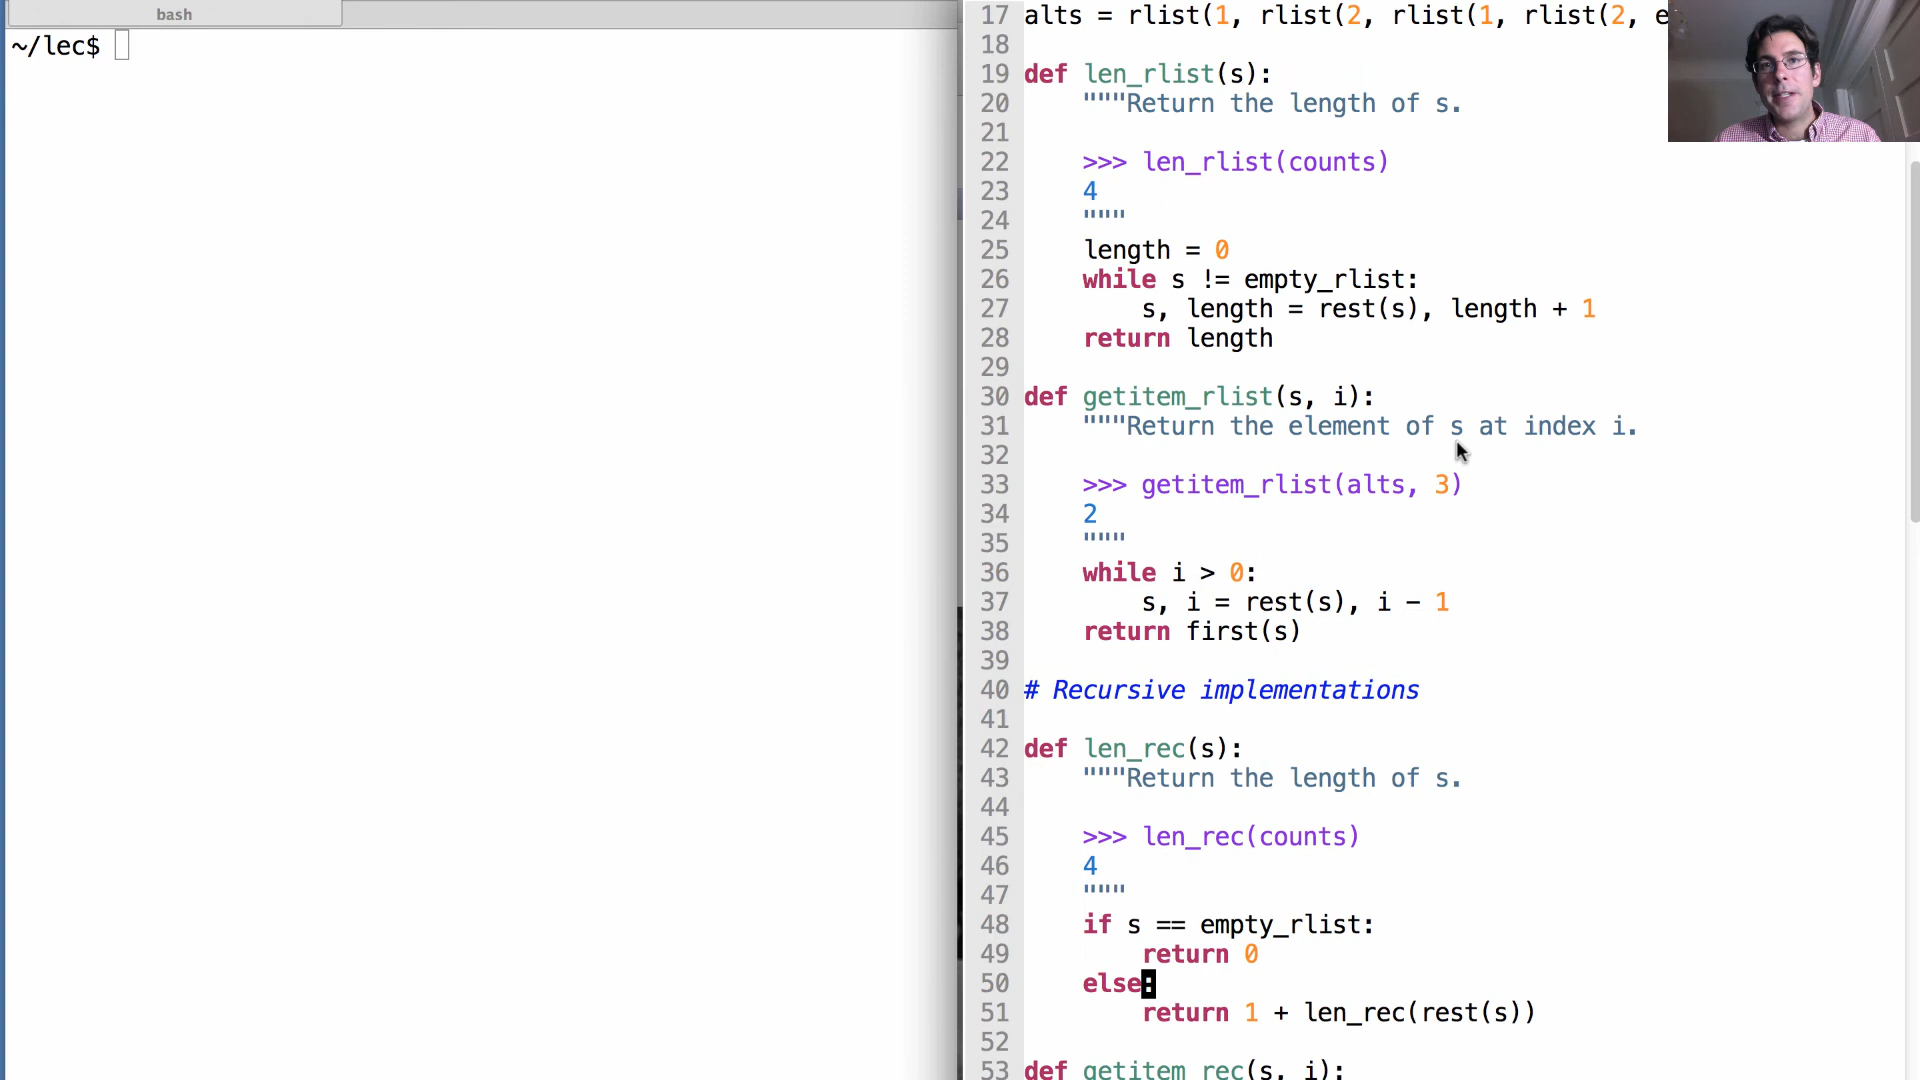 bash
~/lec$
17 alts = rlist(1, rlist(2, rlist(1, rlist(2, e
18
19 def len_rlist(s):
20     """Return the length of s.
21
22     >>> len_rlist(counts)
23     4
24     """
25     length = 0
26     while s != empty_rlist:
27         s, length = rest(s), length + 1
28     return length
29
30 def getitem_rlist(s, i):
31     """Return the element of s at index i.
32
33     >>> getitem_rlist(alts, 3)
34     2
35     """
36     while i > 0:
37         s, i = rest(s), i - 1
38     return first(s)
39
40 # Recursive implementations
41
42 def len_rec(s):
43     """Return the length of s.
44
45     >>> len_rec(counts)
46     4
47     """
48     if s == empty_rlist:
49         return 0
50     else:
51         return 1 + len_rec(rest(s))
52
53 def getitem_rec(s, i):